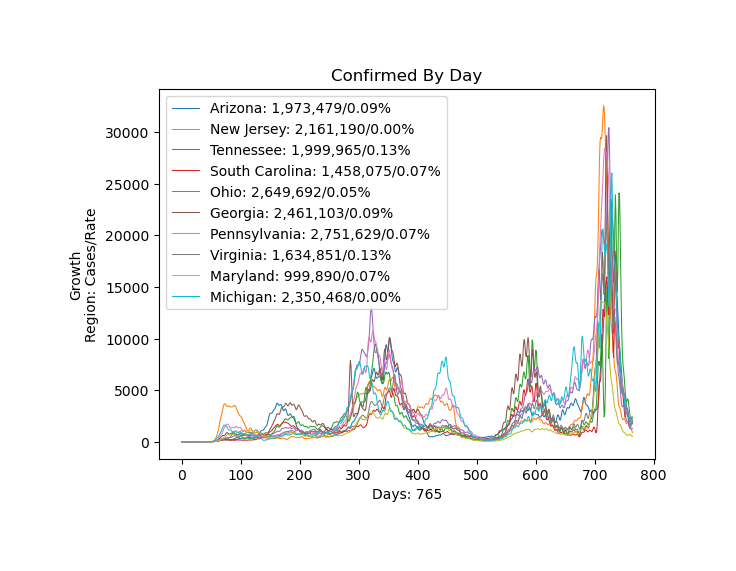 Confirmed By Day
Growth
Region: Cases/Rate
30000
25000
20000
15000
10000
5000
0
Arizona: 1,973,479/0.09%
New Jersey: 2,161,190/0.00%
Tennessee: 1,999,965/0.13%
South Carolina: 1,458,075/0.07%
Ohio: 2,649,692/0.05%
Georgia: 2,461,103/0.09%
Pennsylvania: 2,751,629/0.07%
Virginia: 1,634,851/0.13%
Maryland: 999,890/0.07%
Michigan: 2,350,468/0.00%
0 100 200 300 400 500 600 700 800
Days: 765